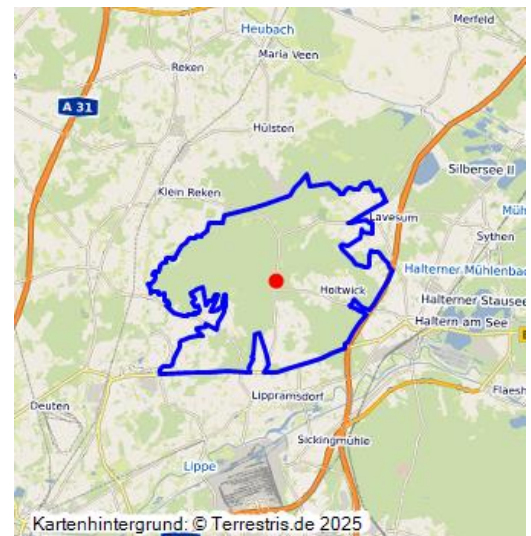 Merfeld
Heubach
Maria Veen
Reken
A 31
Hülsten
Silbersee II
Klein Reken
Lavesum
Müh
Sythen
Halterner Mühlenbac
Holtwick
Halterner Stausee
Haltern am See
Lippramsdorf
Flaesh
Deuten
Sickingmühle
Lippe
Kartenhintergrund: © Terrestris.de 2025